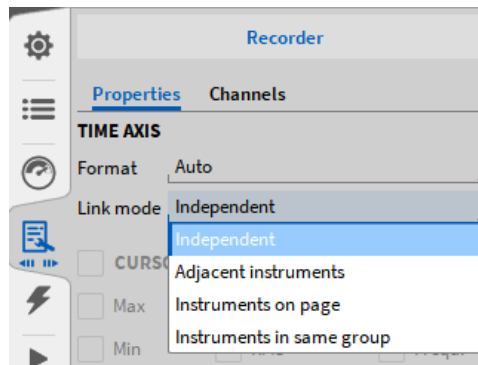 Recorder
Properties Channels
TIME AXIS
Format Auto
Link mode Independent
Independent
Adjacent instruments
Instruments on page
Instruments in same group
Max
Min